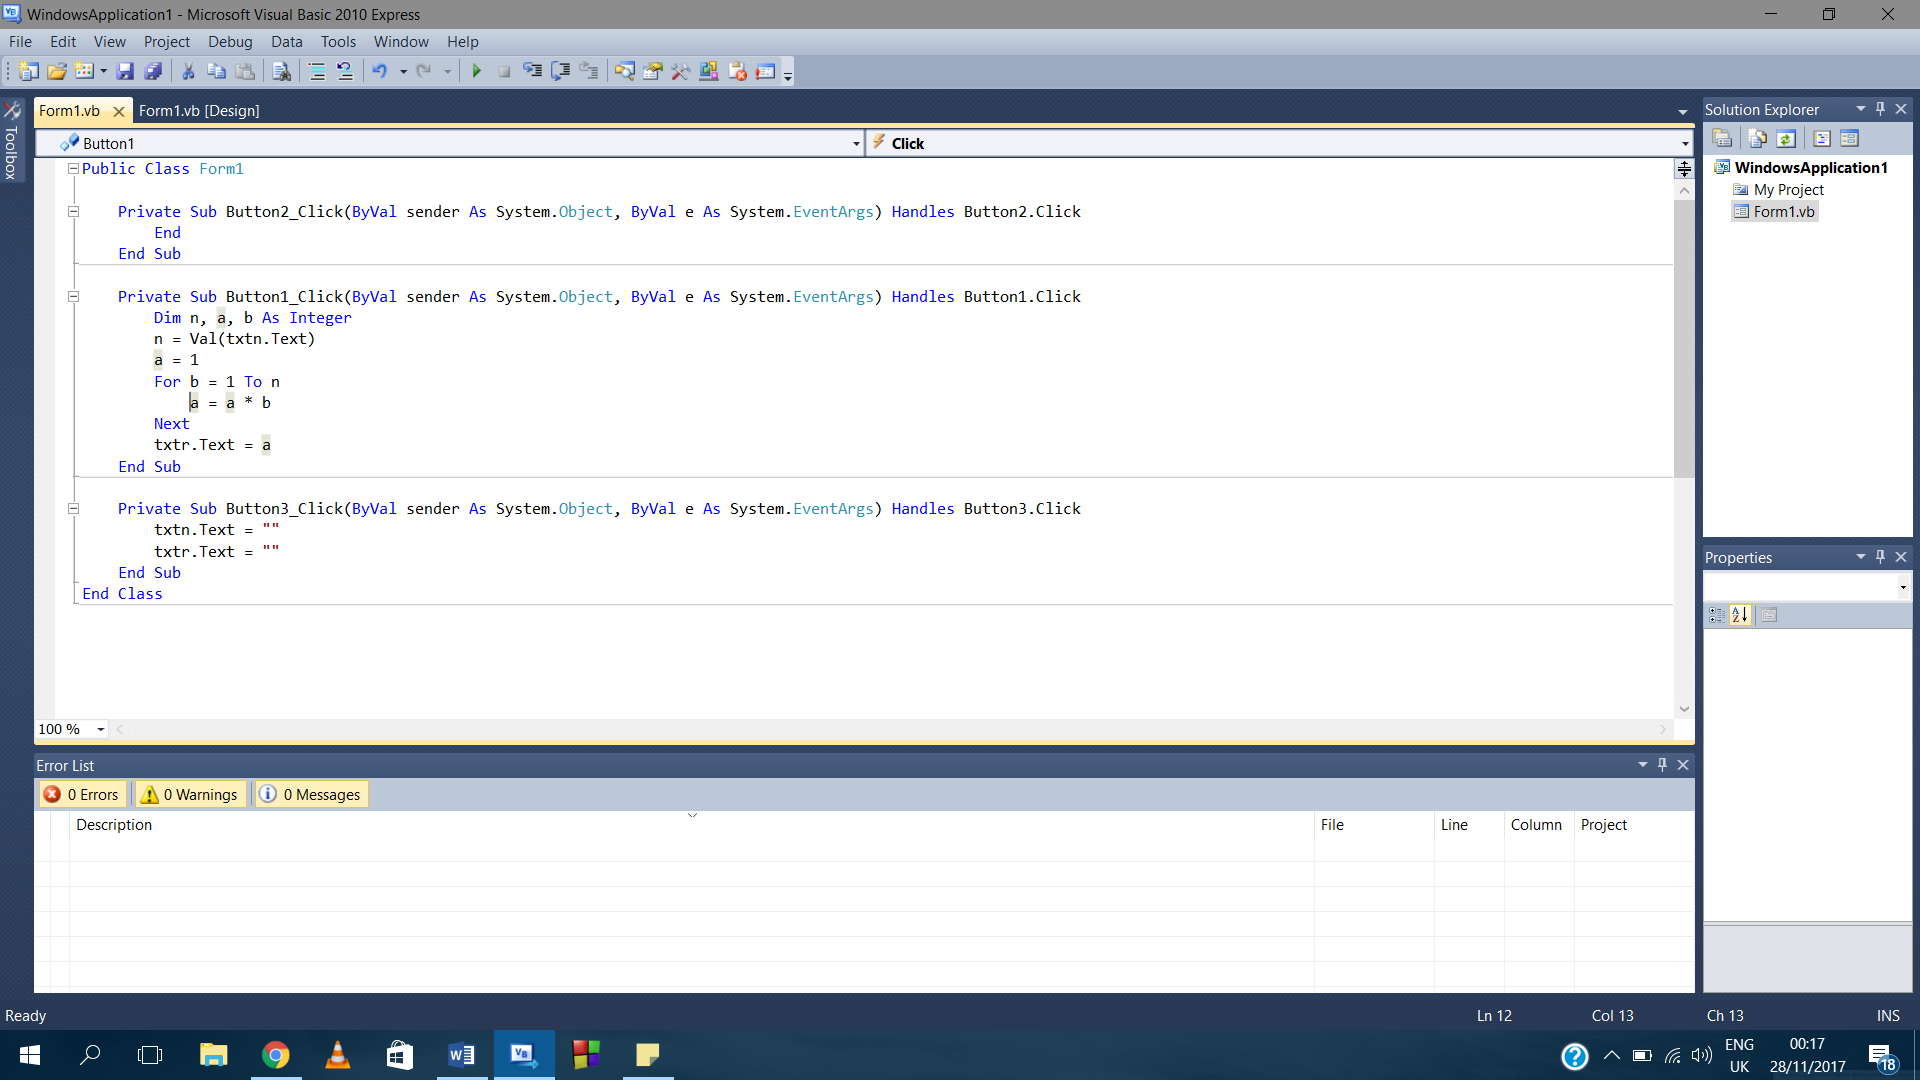 WindowsApplication1 - Microsoft Visual Basic 2010 Express
File Edit View Project Debug Data Tools Window Help
Toolbox
Form1.vb Form1.vb [Design]
Button1 Click
Public Class Form1
Private Sub Button2_Click(ByVal sender As System.Object, ByVal e As System.EventArgs) Handles Button2.Click
End
End Sub
Private Sub Button1_Click(ByVal sender As System.Object, ByVal e As System.EventArgs) Handles Button1.Click
Dim n, a, b As Integer
n = Val(txtn.Text)
a = 1
For b = 1 To n
a = a * b
Next
txtr.Text = a
End Sub
Private Sub Button3_Click(ByVal sender As System.Object, ByVal e As System.EventArgs) Handles Button3.Click
txtn.Text = ""
txtr.Text = ""
End Sub
End Class
100 %
Solution Explorer
WindowsApplication1
My Project
Form1.vb
Properties
Error List
0 Errors 0 Warnings 0 Messages
Description File Line Column Project
Ready Ln 12 Col 13 Ch 13 INS
ENG 00:17
UK 28/11/2017 18